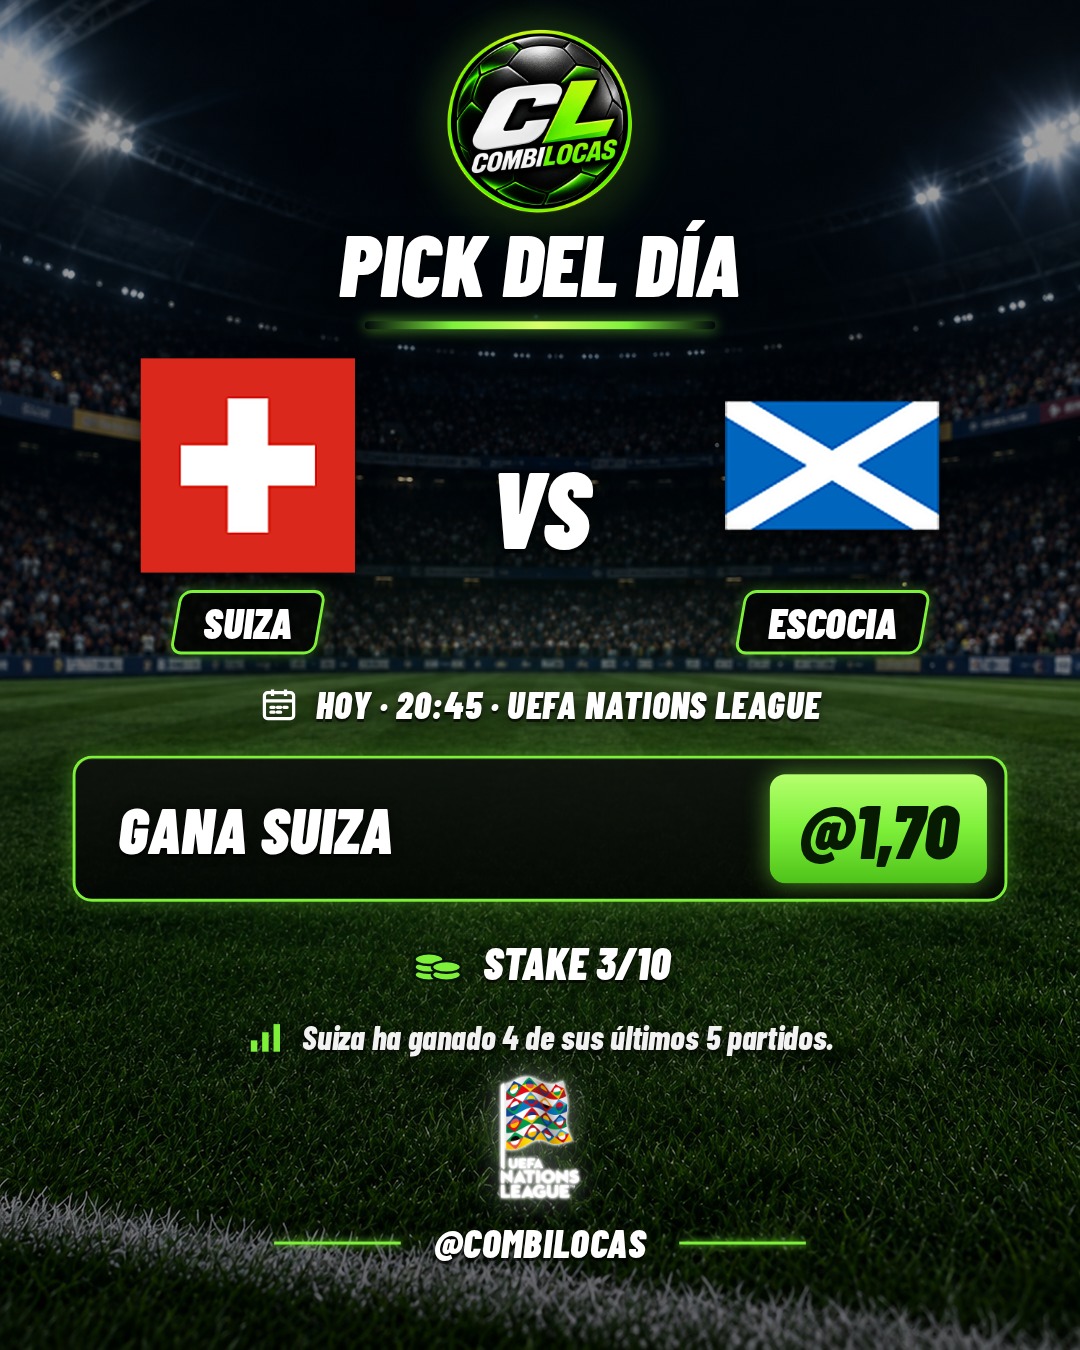 CL
COMBILOCAS
PICK DEL DÍA
VS
SUIZA
ESCOCIA
HOY · 20:45 · UEFA NATIONS LEAGUE
GANA SUIZA
@1,70
STAKE 3/10
Suiza ha ganado 4 de sus últimos 5 partidos.
UEFA
NATIONS
LEAGUE
@COMBILOCAS